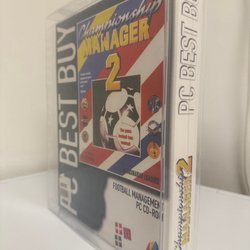 PC BEST BUY
Championship
MANAGER
2
FOOTBALL MANAGEMENT
PC CD-ROM
PC BEST BUY
Championship
MANAGER 2